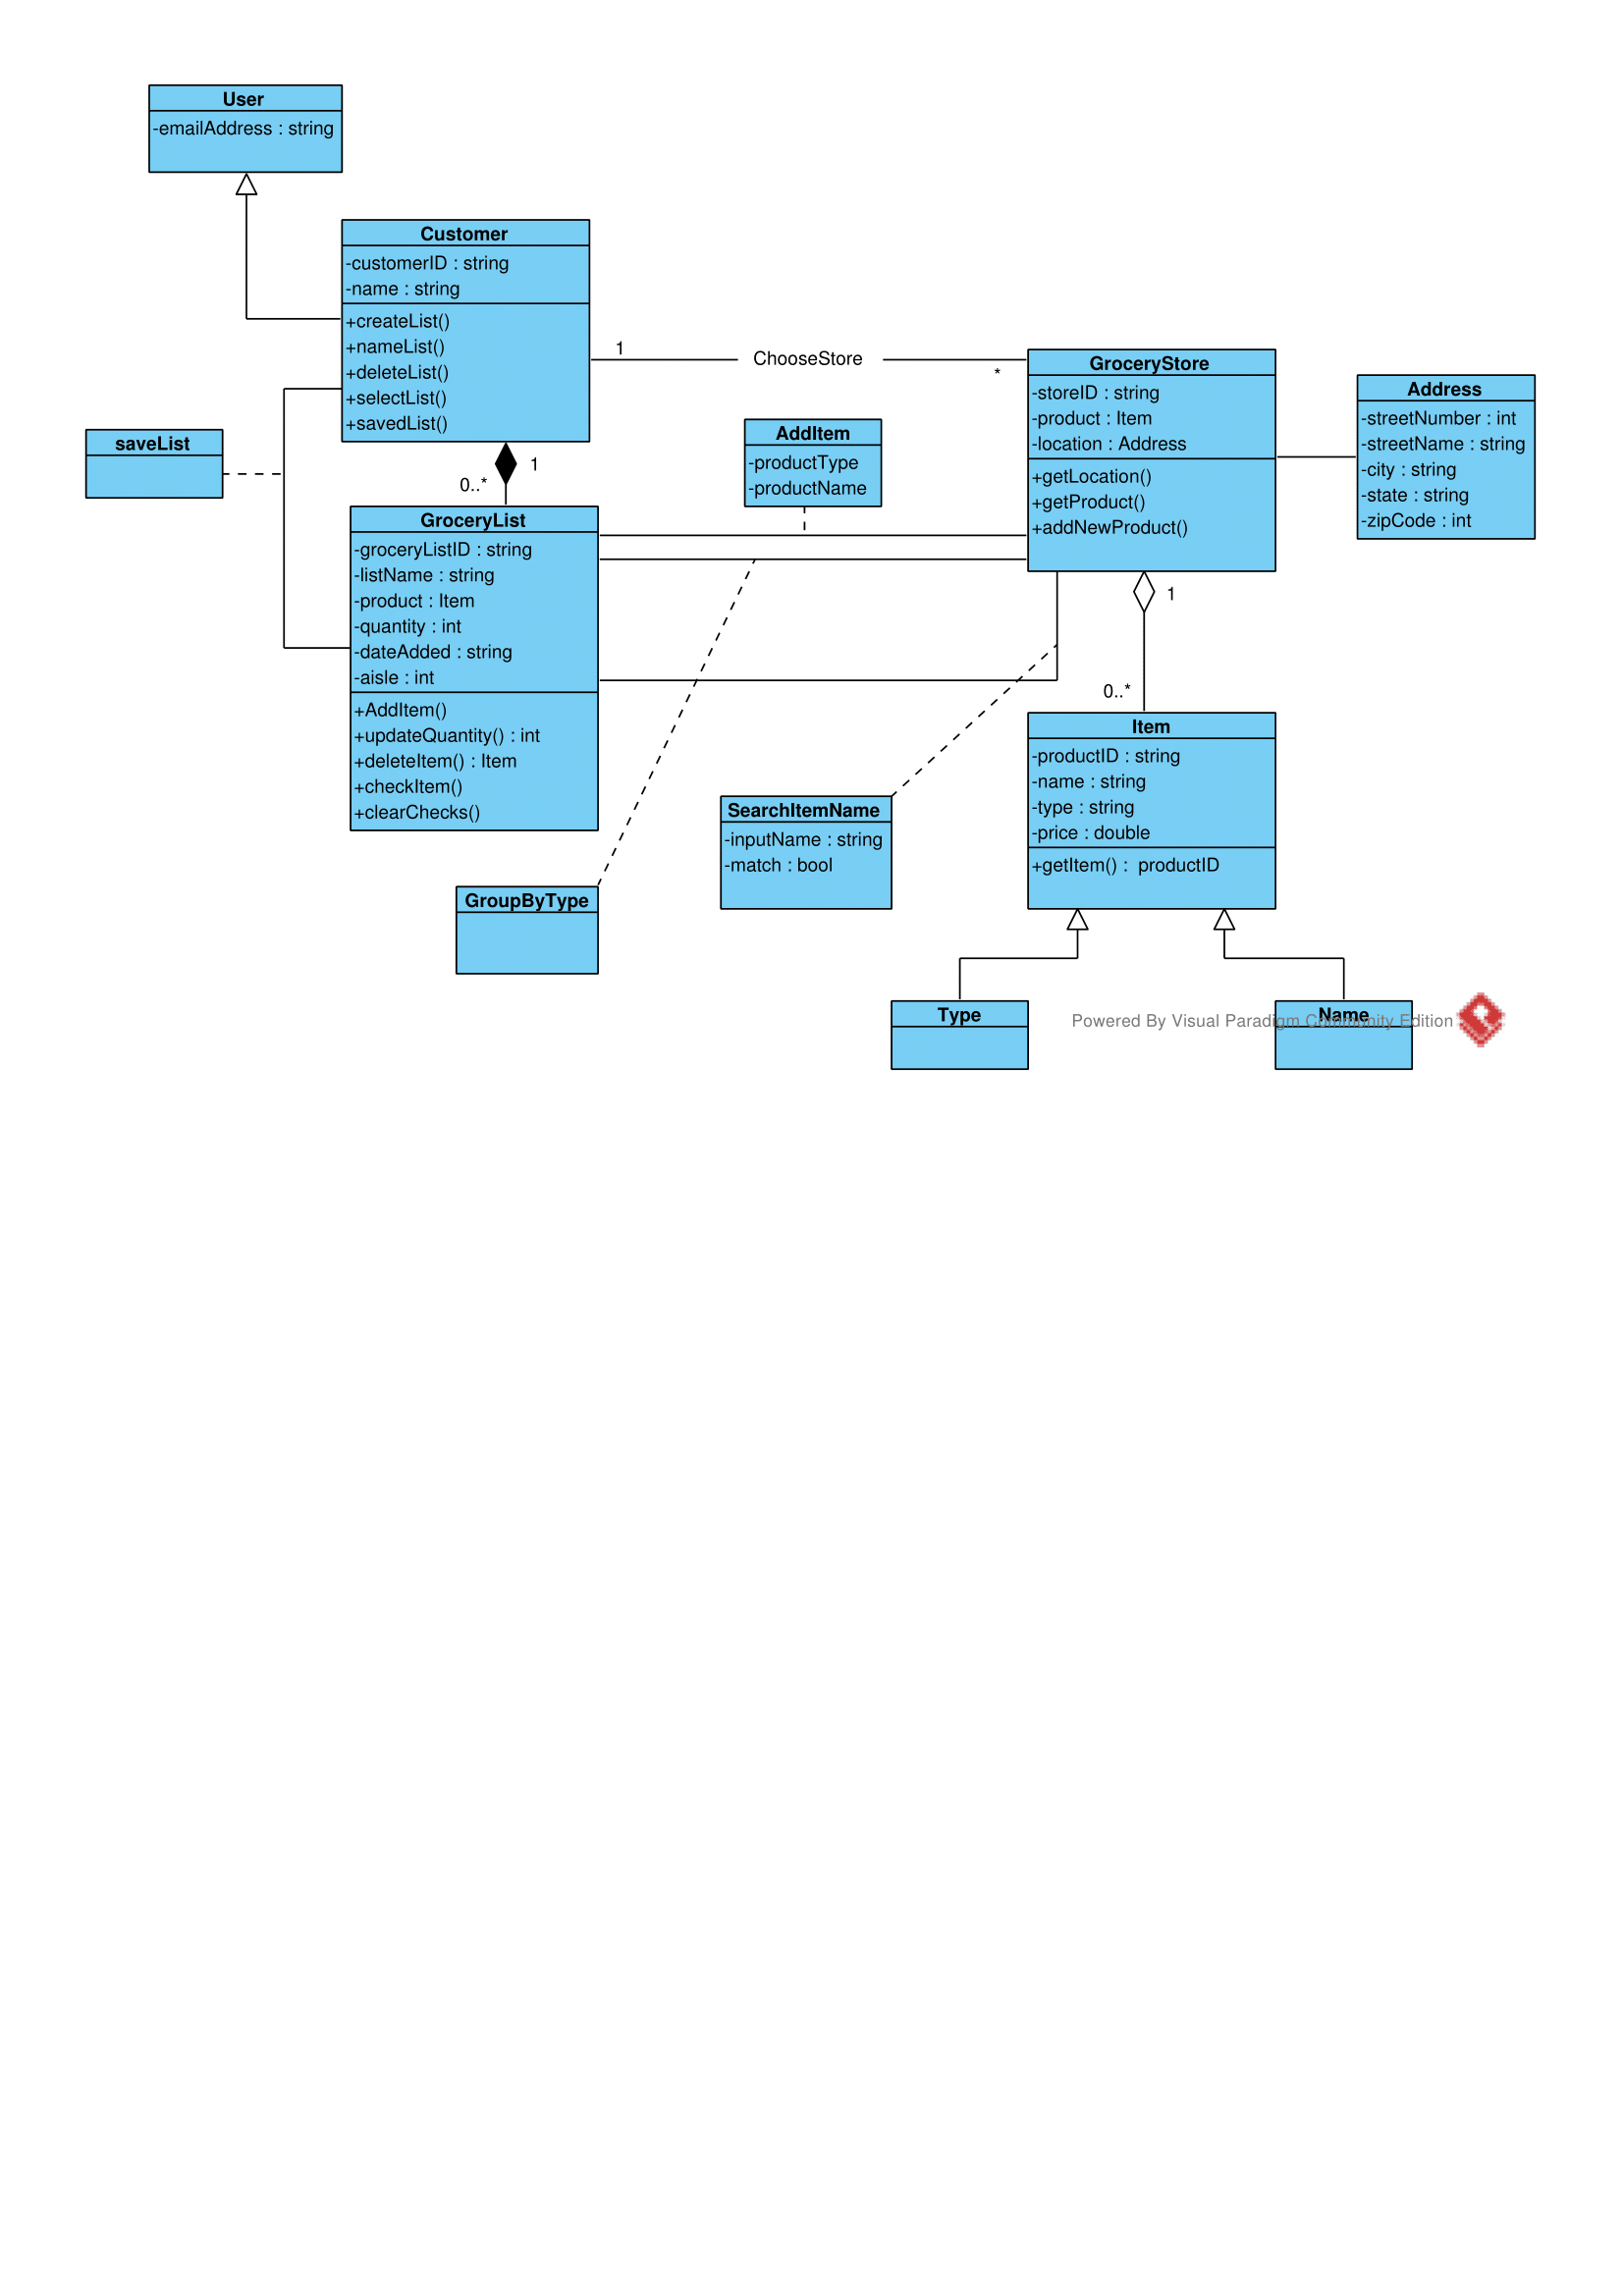 User
-emailAddress : string
Customer
-customerID : string
-name : string
+createList()
+nameList()
+deleteList()
+selectList()
+savedList()
1
ChooseStore
*
GroceryStore
-storeID : string
-product : Item
-location : Address
+getLocation()
+getProduct()
+addNewProduct()
Address
-streetNumber : int
-streetName : string
-city : string
-state : string
-zipCode : int
saveList
AddItem
-productType
-productName
1
0..*
GroceryList
-groceryListID : string
-listName : string
-product : Item
-quantity : int
-dateAdded : string
-aisle : int
+AddItem()
+updateQuantity() : int
+deleteItem() : Item
+checkItem()
+clearChecks()
1
0..*
Item
-productID : string
-name : string
-type : string
-price : double
+getItem() : productID
SearchItemName
-inputName : string
-match : bool
GroupByType
Type
Name
Powered By Visual Paradigm Community Edition